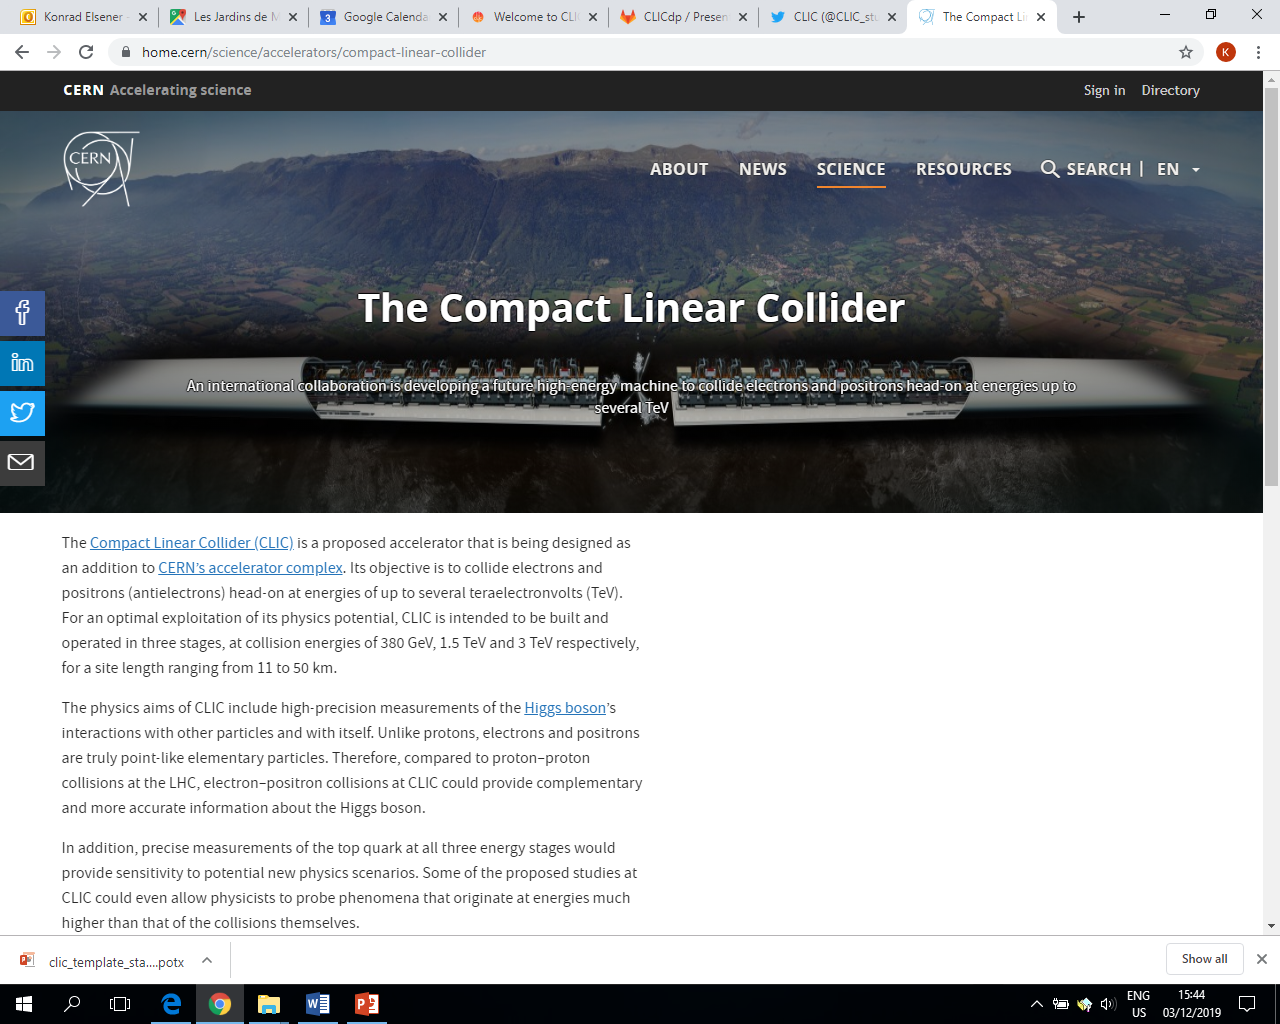 Konrad Elsener -
Les Jardins de M
Google Calenda
3
Welcome to CLI
CLICdp / Presen
CLIC (@CLIC_stu
The Compact Lin
home.cern/science/accelerators/compact-linear-collider
K
CERN Accelerating science
Sign in
Directory
CERN
ABOUT
NEWS
SCIENCE
RESOURCES
SEARCH |
EN
The Compact Linear Collider
An international collaboration is developing a future high-energy machine to collide electrons and positrons head-on at energies up to
several TeV
The Compact Linear Collider (CLIC) is a proposed accelerator that is being designed as
an addition to CERN’s accelerator complex. Its objective is to collide electrons and
positrons (antielectrons) head-on at energies of up to several teraelectronvolts (TeV).
For an optimal exploitation of its physics potential, CLIC is intended to be built and
operated in three stages, at collision energies of 380 GeV, 1.5 TeV and 3 TeV respectively,
for a site length ranging from 11 to 50 km.
The physics aims of CLIC include high-precision measurements of the Higgs boson’s
interactions with other particles and with itself. Unlike protons, electrons and positrons
are truly point-like elementary particles. Therefore, compared to proton–proton
collisions at the LHC, electron–positron collisions at CLIC could provide complementary
and more accurate information about the Higgs boson.
In addition, precise measurements of the top quark at all three energy stages would
provide sensitivity to potential new physics scenarios. Some of the proposed studies at
CLIC could even allow physicists to probe phenomena that originate at energies much
higher than that of the collisions themselves.
clic_template_sta....potx
Show all
ENG
US
15:44
03/12/2019